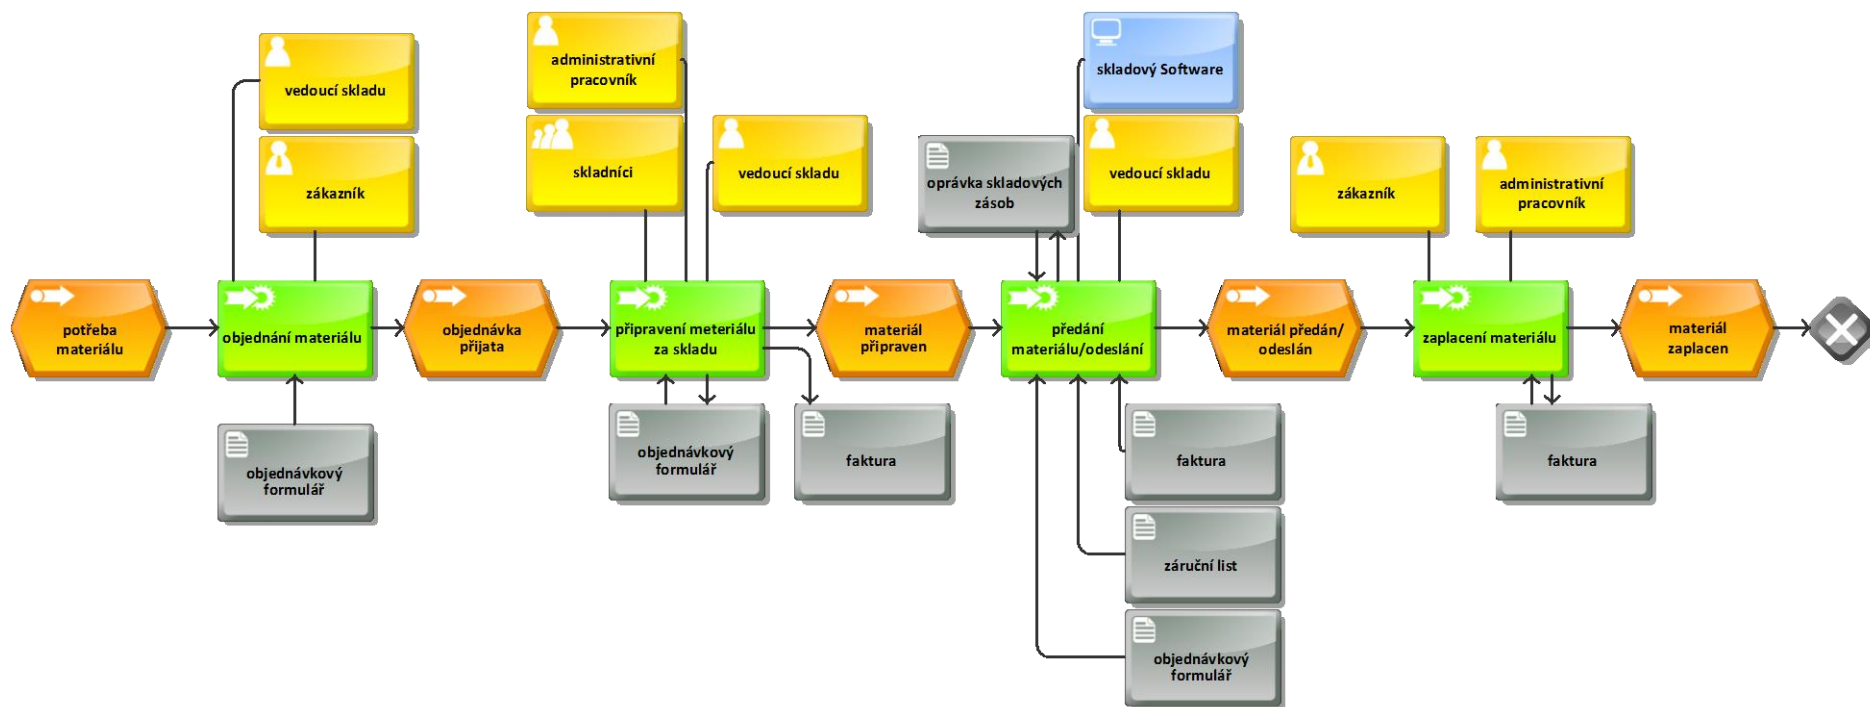 vedoucí skladu
zákazník
administrativní
pracovník
skladníci
vedoucí skladu
skladový Software
oprávka skladových
zásob
vedoucí skladu
zákazník
administrativní
pracovník
potřeba
materiálu
objednání materiálu
objednávka
přijata
připravení meteriálu
za skladu
materiál
připraven
předání
materiálu/odeslání
materiál předán/
odeslán
zaplacení materiálu
materiál
zaplacen
objednávkový
formulář
objednávkový
formulář
faktura
faktura
záruční list
objednávkový
formulář
faktura